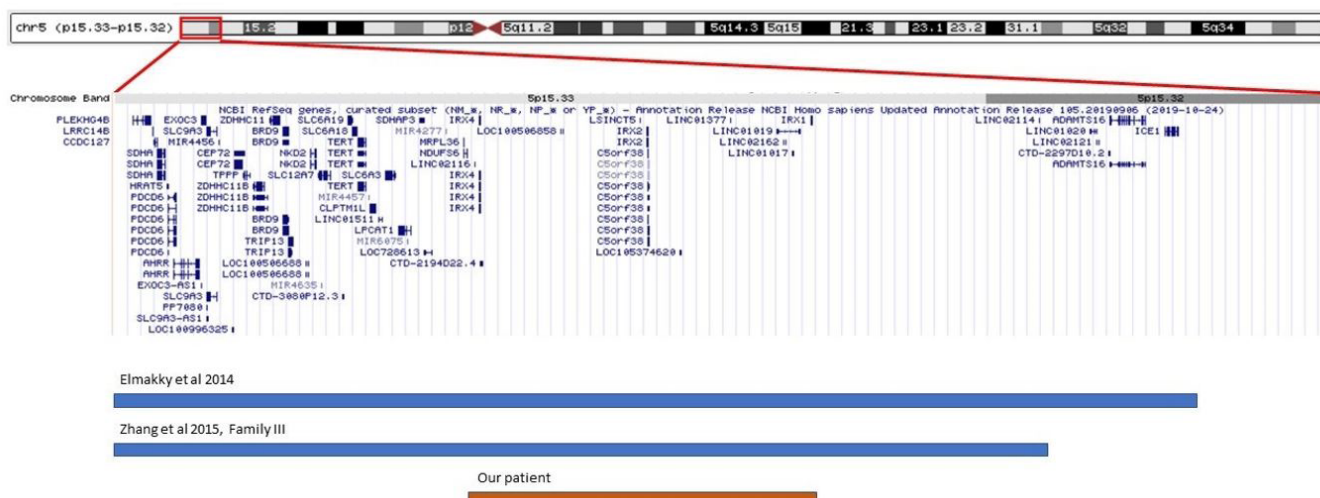 chr5 (p15.33-p15.32) 15.2 p12 5q11.2 5q14.3 5q15 21.3 23.1 23.2 31.1 5q32 5q34
Chromosome Band 5p15.33 5p15.32
NCBI RefSeq genes, curated subset (NM_*, NR_*, NP_* or YP_*) - Annotation Release NCBI Homo sapiens Updated Annotation Release 105.20190906 (2019-10-24)
PLEKHG4B EXOC3 ZDHHC11 SLC6A19 SDHAP3 IRX4 LSINCT5 LINC01377 IRX1 LINC02114 ADAMTS16
LRRC14B SLC9A3 BRD9 SLC6A18 MIR4277 LOC100506858 IRX2 LINC01019 LINC01020 ICE1
CCDC127 MIR4456 BRD9 TERT MRPL36 IRX2 LINC02162 LINC02121
SDHA CEP72 NKD2 TERT NDUFS6 C5orf38 LINC01017 CTD-2297D10.2
SDHA CEP72 NKD2 TERT LINC02116 C5orf38 ADAMTS16
SDHA TPPP SLC12A7 SLC6A3 IRX4 C5orf38
HRAT5 ZDHHC11B TERT IRX4 C5orf38
PDCD6 ZDHHC11B MIR4457 IRX4 C5orf38
PDCD6 ZDHHC11B CLPTM1L IRX4 C5orf38
PDCD6 BRD9 LINC01511 C5orf38
PDCD6 BRD9 LPCAT1 C5orf38
PDCD6 TRIP13 MIR6075 C5orf38
PDCD6 TRIP13 LOC728613 LOC105374620
AHRR LOC100506688 CTD-2194D22.4
AHRR LOC100506688
EXOC3-AS1 MIR4635
SLC9A3 CTD-3080P12.3
PP7080
SLC9A3-AS1
LOC100996325
Elmakky et al 2014
Zhang et al 2015, Family III
Our patient